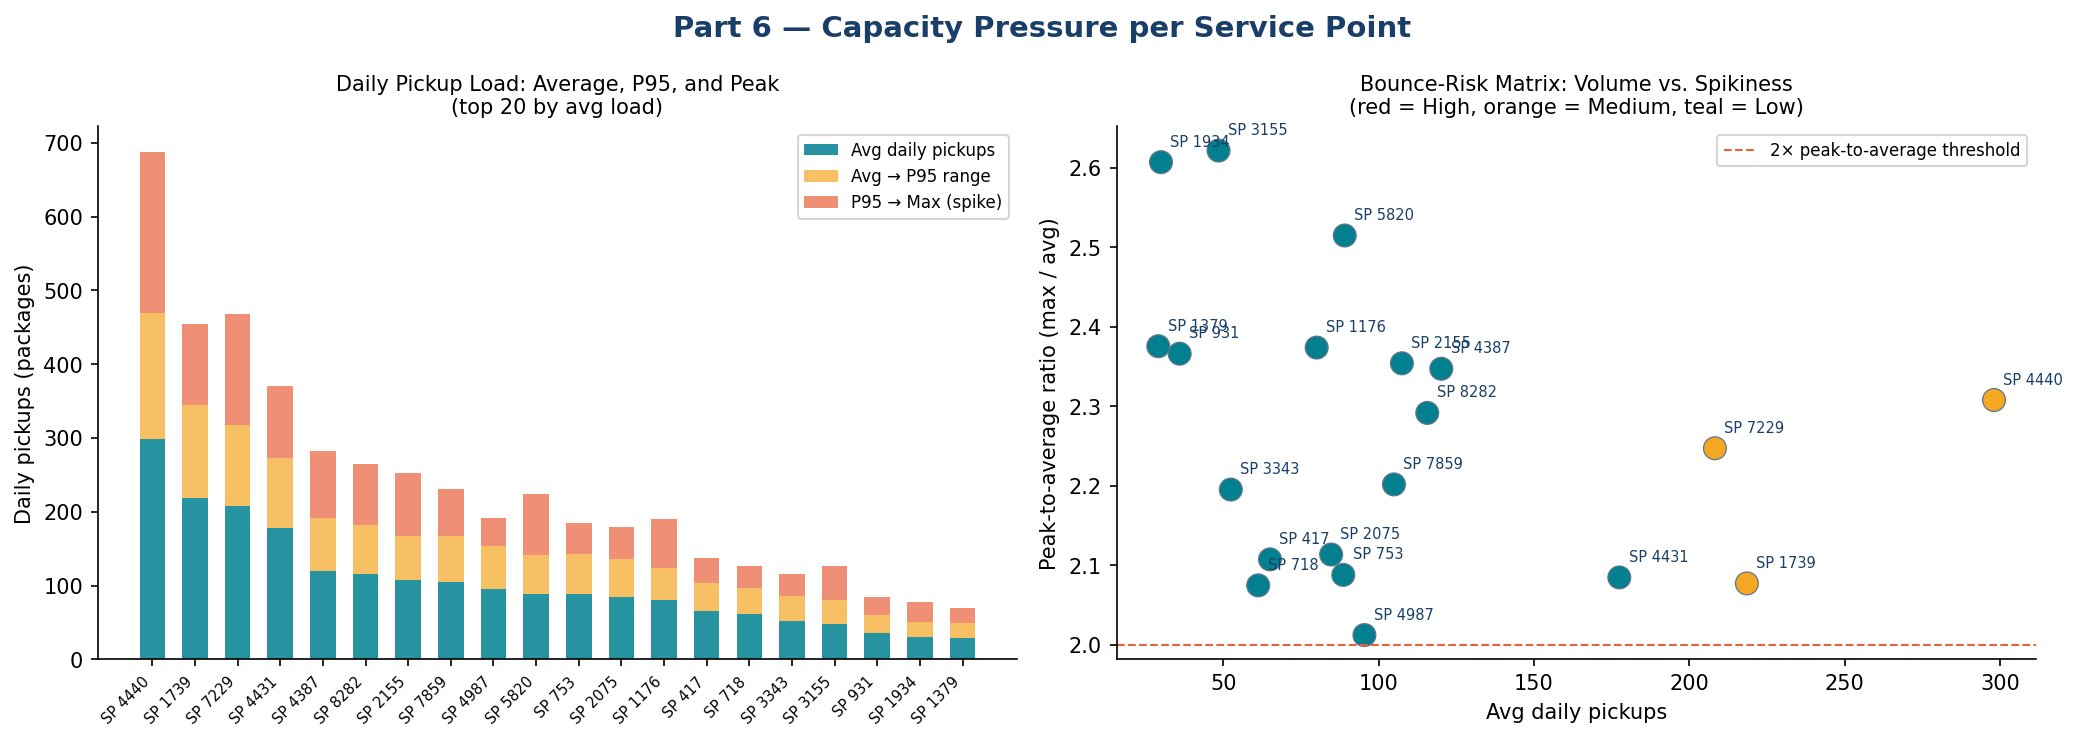 Part 6 — Capacity Pressure per Service Point
Daily Pickup Load: Average, P95, and Peak
(top 20 by avg load)
Daily pickups (packages)
700
600
500
400
300
200
100
0
Avg daily pickups
Avg → P95 range
P95 → Max (spike)
SP 4440
SP 1739
SP 7229
SP 4431
SP 4387
SP 8282
SP 2155
SP 7859
SP 4987
SP 5820
SP 753
SP 2075
SP 1176
SP 417
SP 718
SP 3343
SP 3155
SP 931
SP 1934
SP 1379
Bounce-Risk Matrix: Volume vs. Spikiness
(red = High, orange = Medium, teal = Low)
Peak-to-average ratio (max / avg)
2.6
2.5
2.4
2.3
2.2
2.1
2.0
2× peak-to-average threshold
SP 3155
SP 1934
SP 5820
SP 1379
SP 931
SP 1176
SP 2155
SP 4387
SP 4440
SP 8282
SP 7229
SP 7859
SP 3343
SP 2075
SP 417
SP 753
SP 718
SP 4431
SP 1739
SP 4987
50
100
150
200
250
300
Avg daily pickups